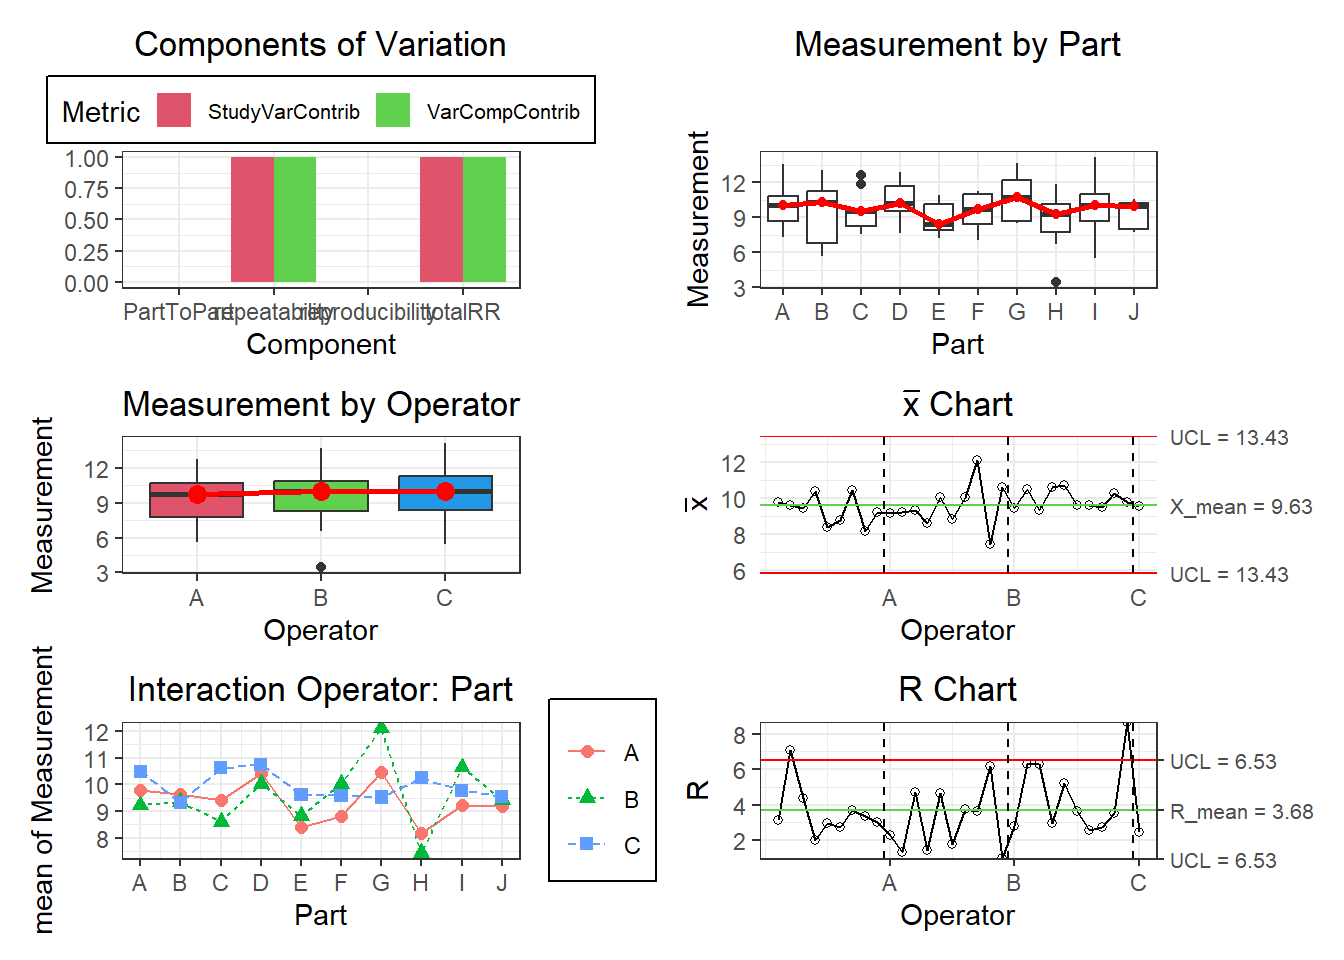 Components of Variation
Metric StudyVarContrib VarCompContrib
1.00
0.75
0.50
0.25
0.00
PartToPart repeatability reproducibility totalRR
Component
Measurement by Part
Measurement
12
9
6
3
A B C D E F G H I J
Part
Measurement by Operator
Measurement
12
9
6
3
A B C
Operator
x̅ Chart
x̅
12
10
8
6
UCL = 13.43
X_mean = 9.63
UCL = 13.43
A B C
Operator
Interaction Operator: Part
mean of Measurement
12
11
10
9
8
A B C D E F G H I J
Part
A
B
C
R Chart
R
8
6
4
2
UCL = 6.53
R_mean = 3.68
UCL = 6.53
A B C
Operator